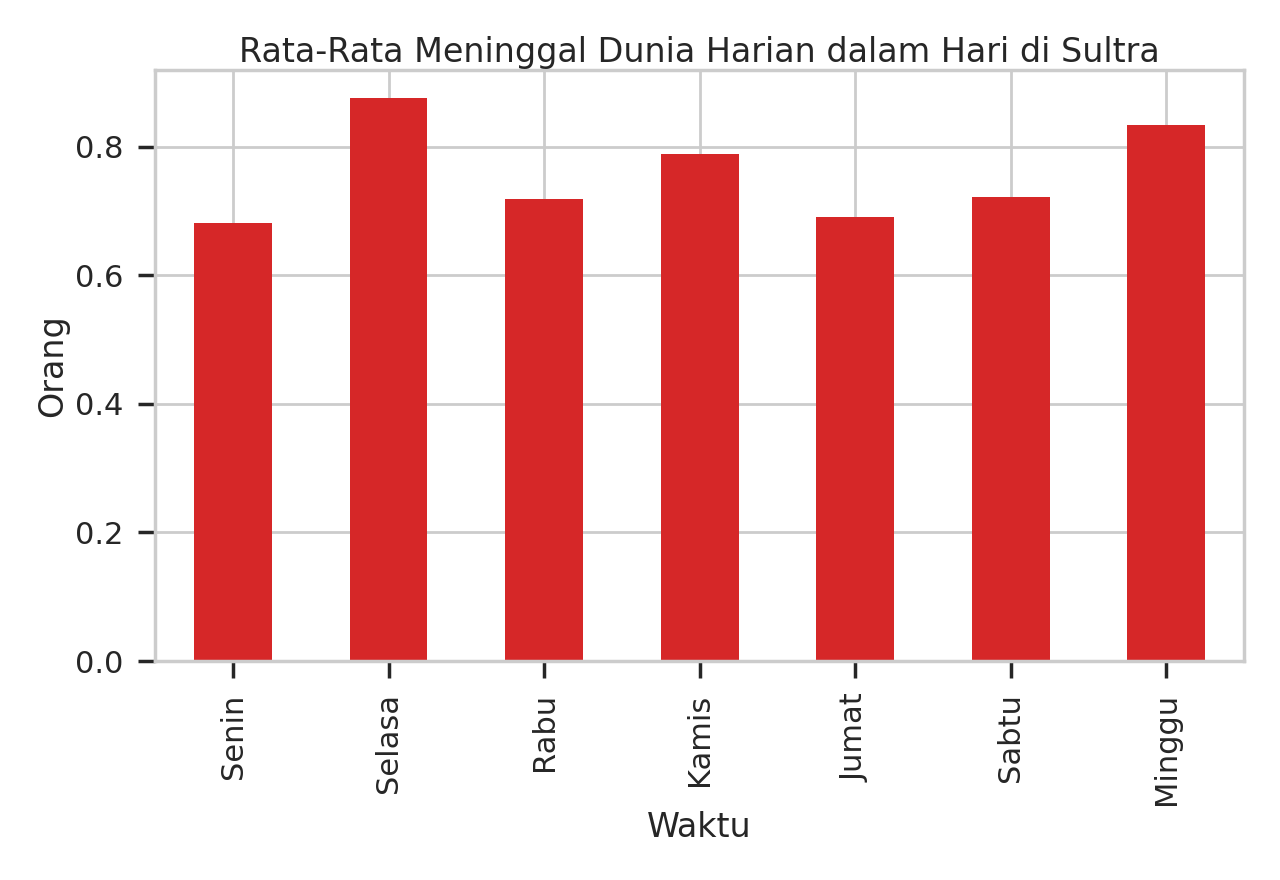 Rata-Rata Meninggal Dunia Harian dalam Hari di Sultra
0.8
0.6
0.4
0.2
0.0
Orang
Senin
Selasa
Rabu
Kamis
Jumat
Sabtu
Minggu
Waktu